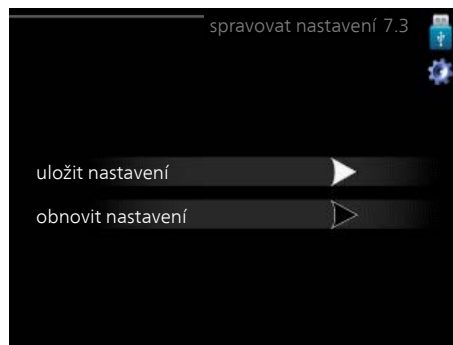 spravovat nastavení 7.3
uložit nastavení
obnovit nastavení